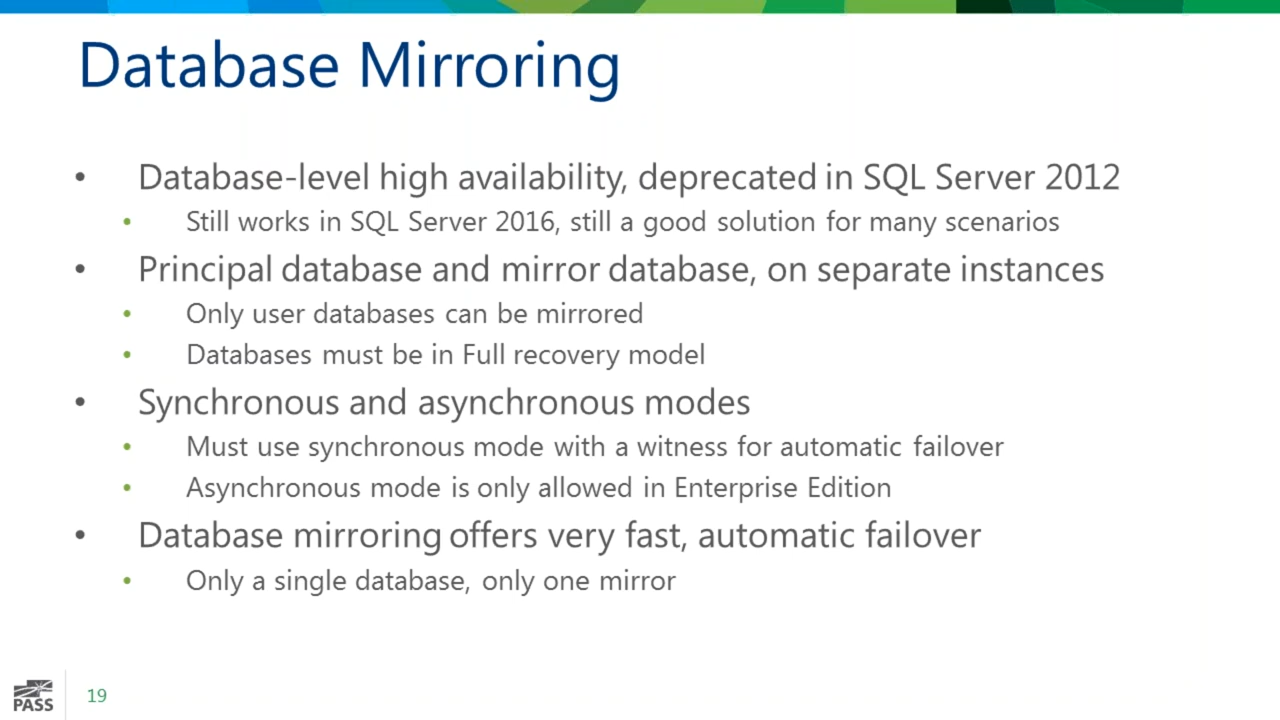 Database Mirroring
• Database-level high availability, deprecated in SQL Server 2012
• Still works in SQL Server 2016, still a good solution for many scenarios
• Principal database and mirror database, on separate instances
• Only user databases can be mirrored
• Databases must be in Full recovery model
• Synchronous and asynchronous modes
• Must use synchronous mode with a witness for automatic failover
• Asynchronous mode is only allowed in Enterprise Edition
• Database mirroring offers very fast, automatic failover
• Only a single database, only one mirror
PASS
19